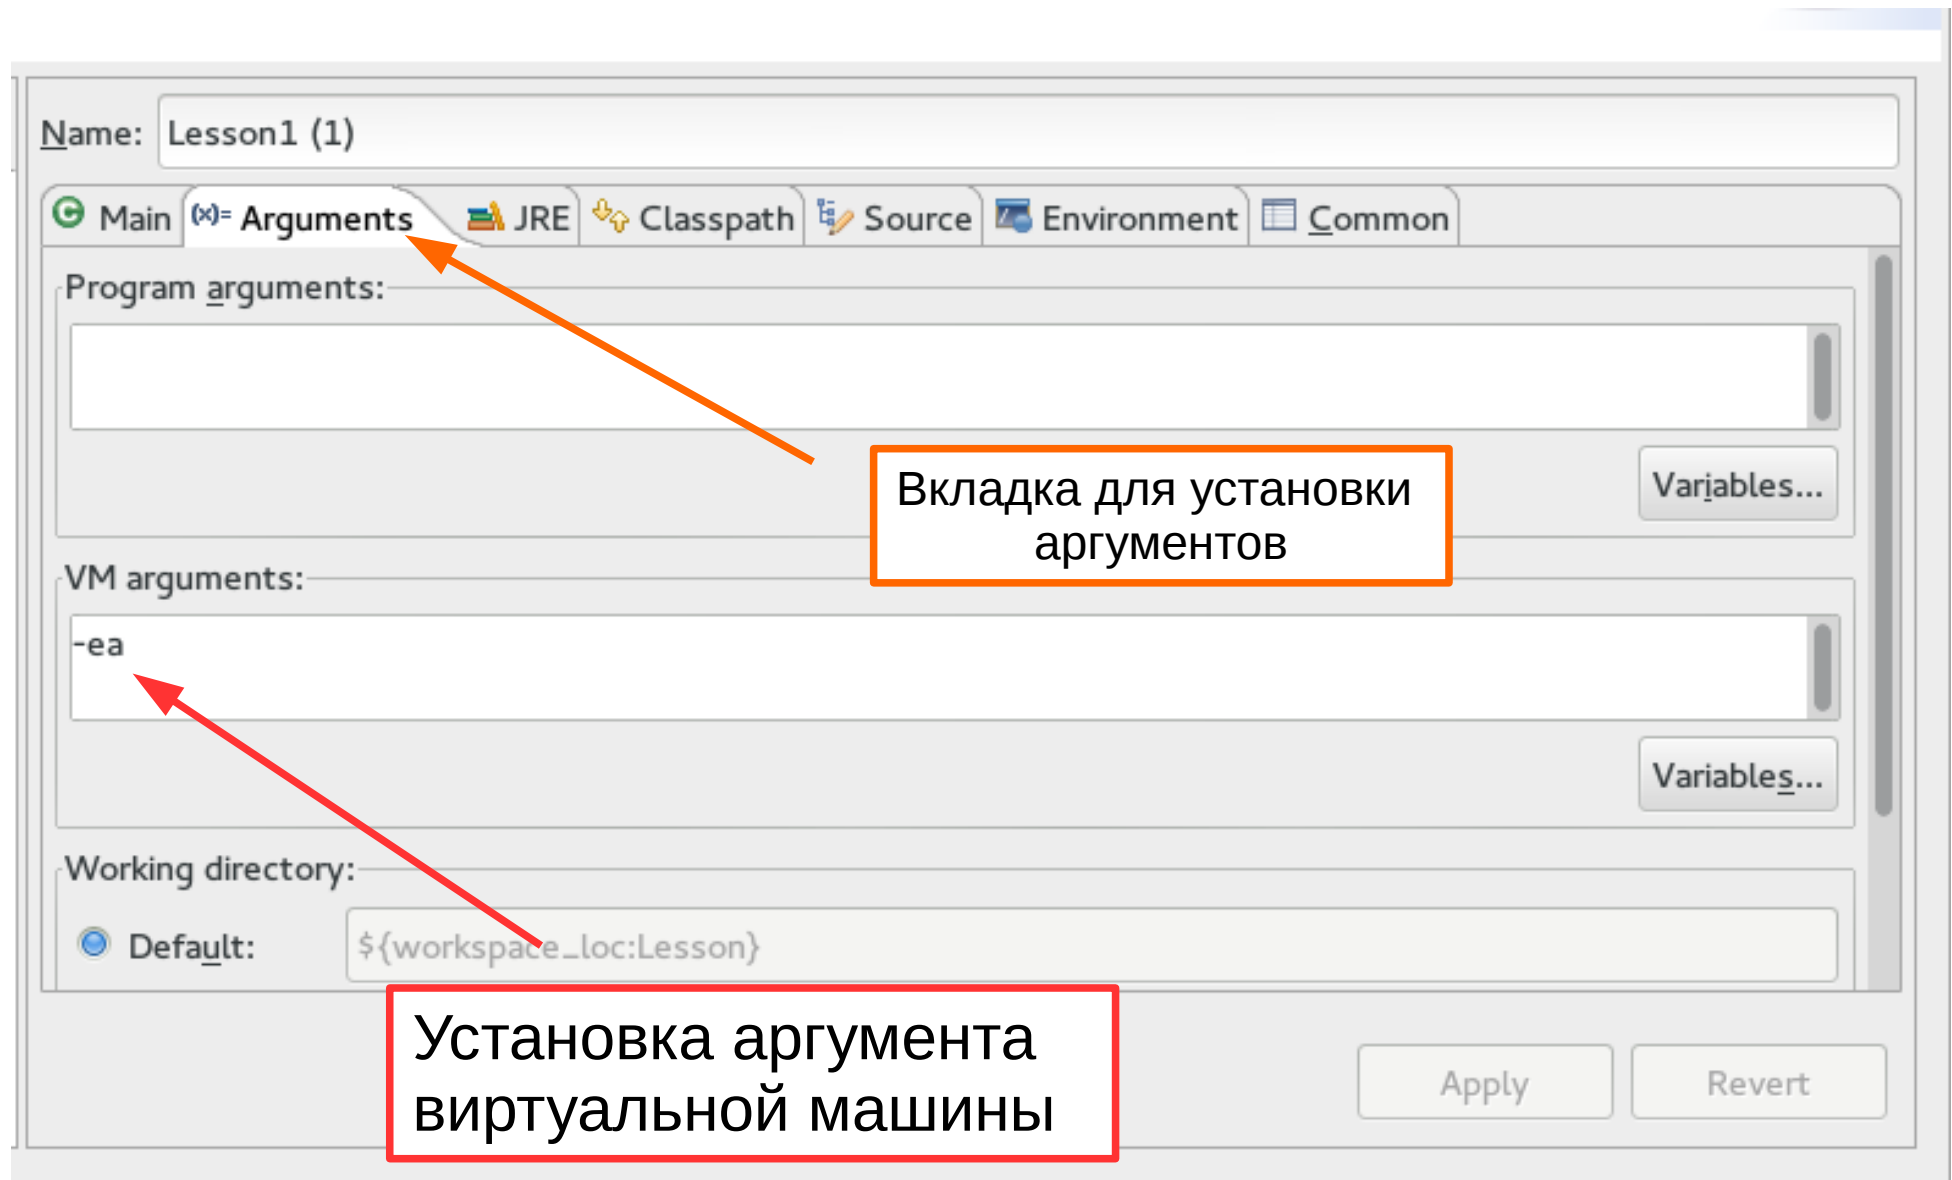 Name: Lesson1 (1)
Main (x)= Arguments JRE Classpath Source Environment Common
Program arguments:
Вкладка для установки
аргументов
Variables...
VM arguments:
-ea
Variables...
Working directory:
Default: ${workspace_loc:Lesson}
Установка аргумента
виртуальной машины
Apply Revert